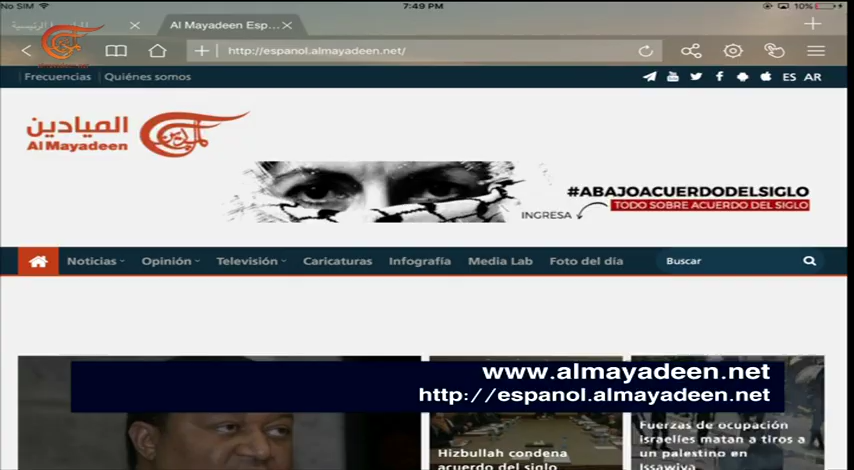 No SIM
7:49 PM
10%
الرئيسية
Al Mayadeen Esp...
http://espanol.almayadeen.net/
Frecuencias
Quiénes somos
ES
AR
الميادين
Al Mayadeen
#ABAJOACUERDODELSIGLO
TODO SOBRE ACUERDO DEL SIGLO
INGRESA
Noticias
Opinión
Televisión
Caricaturas
Infografía
Media Lab
Foto del día
Buscar
www.almayadeen.net
http://espanol.almayadeen.net
Hizbullah condena
acuerdo del siglo
Fuerzas de ocupación
israelíes matan a tiros a
un palestino en
Issawiya